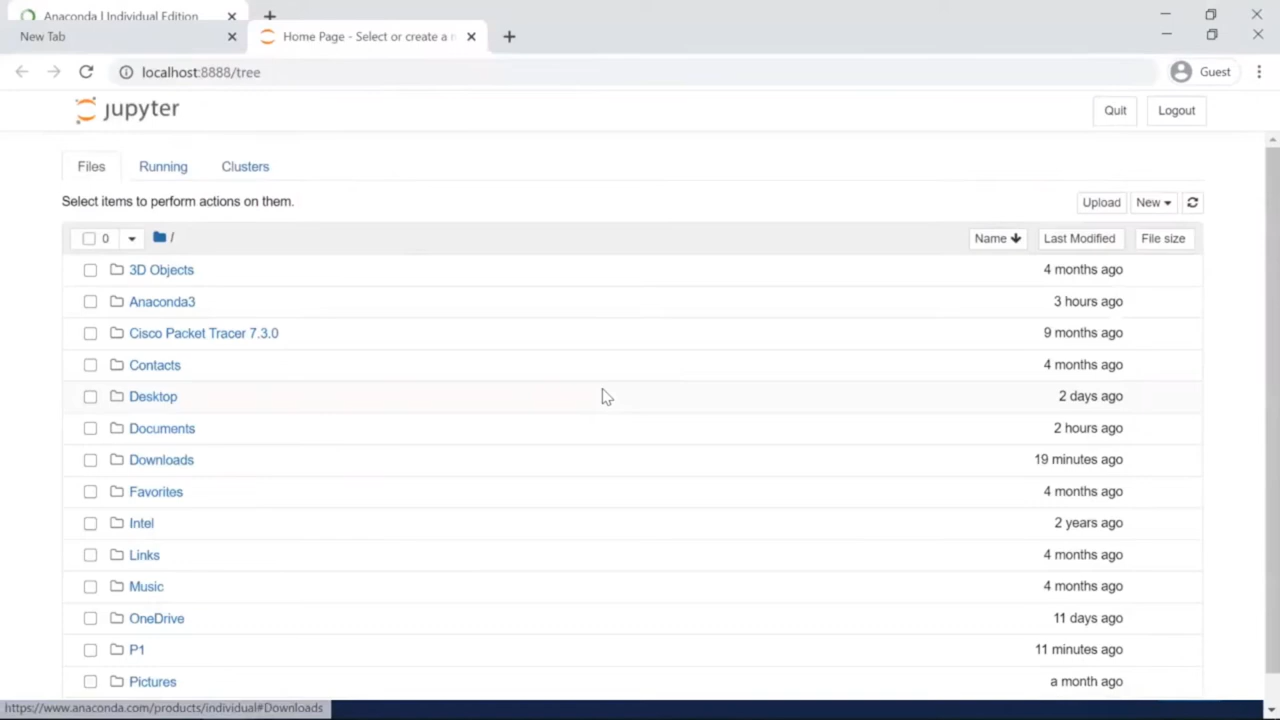 Anaconda | Individual Edition
New Tab
Home Page - Select or create a n
localhost:8888/tree
Guest
jupyter
Quit
Logout
Files
Running
Clusters
Select items to perform actions on them.
Upload
New
0
/
Name
Last Modified
File size
3D Objects
4 months ago
Anaconda3
3 hours ago
Cisco Packet Tracer 7.3.0
9 months ago
Contacts
4 months ago
Desktop
2 days ago
Documents
2 hours ago
Downloads
19 minutes ago
Favorites
4 months ago
Intel
2 years ago
Links
4 months ago
Music
4 months ago
OneDrive
11 days ago
P1
11 minutes ago
Pictures
a month ago
https://www.anaconda.com/products/individual#Downloads